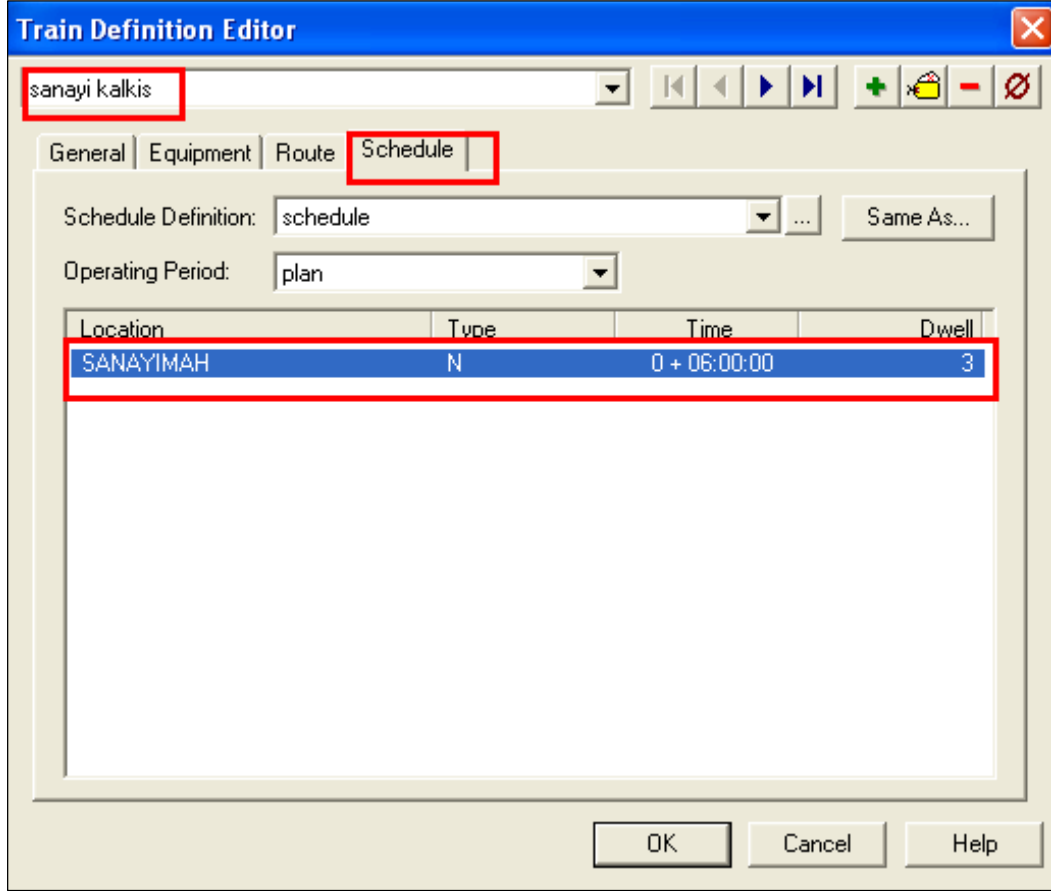 Train Definition Editor
sanayi kalkis
General Equipment Route Schedule
Schedule Definition: schedule ... Same As...
Operating Period: plan
Location Type Time Dwell
SANAYIMAH N 0 + 06:00:00 3
OK Cancel Help